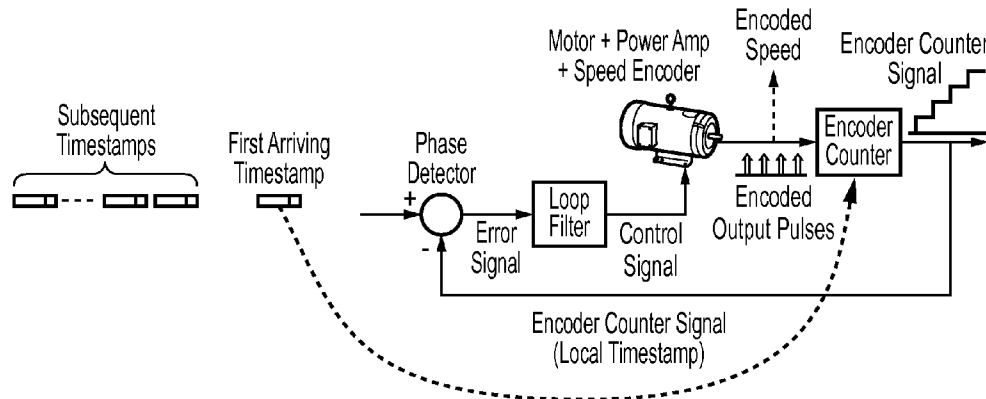 Subsequent
Timestamps
First Arriving
Timestamp
Phase
Detector
+
-
Error
Signal
Loop
Filter
Control
Signal
Motor + Power Amp
+ Speed Encoder
Encoded
Speed
Encoded
Output Pulses
Encoder
Counter
Encoder Counter
Signal
Encoder Counter Signal
(Local Timestamp)